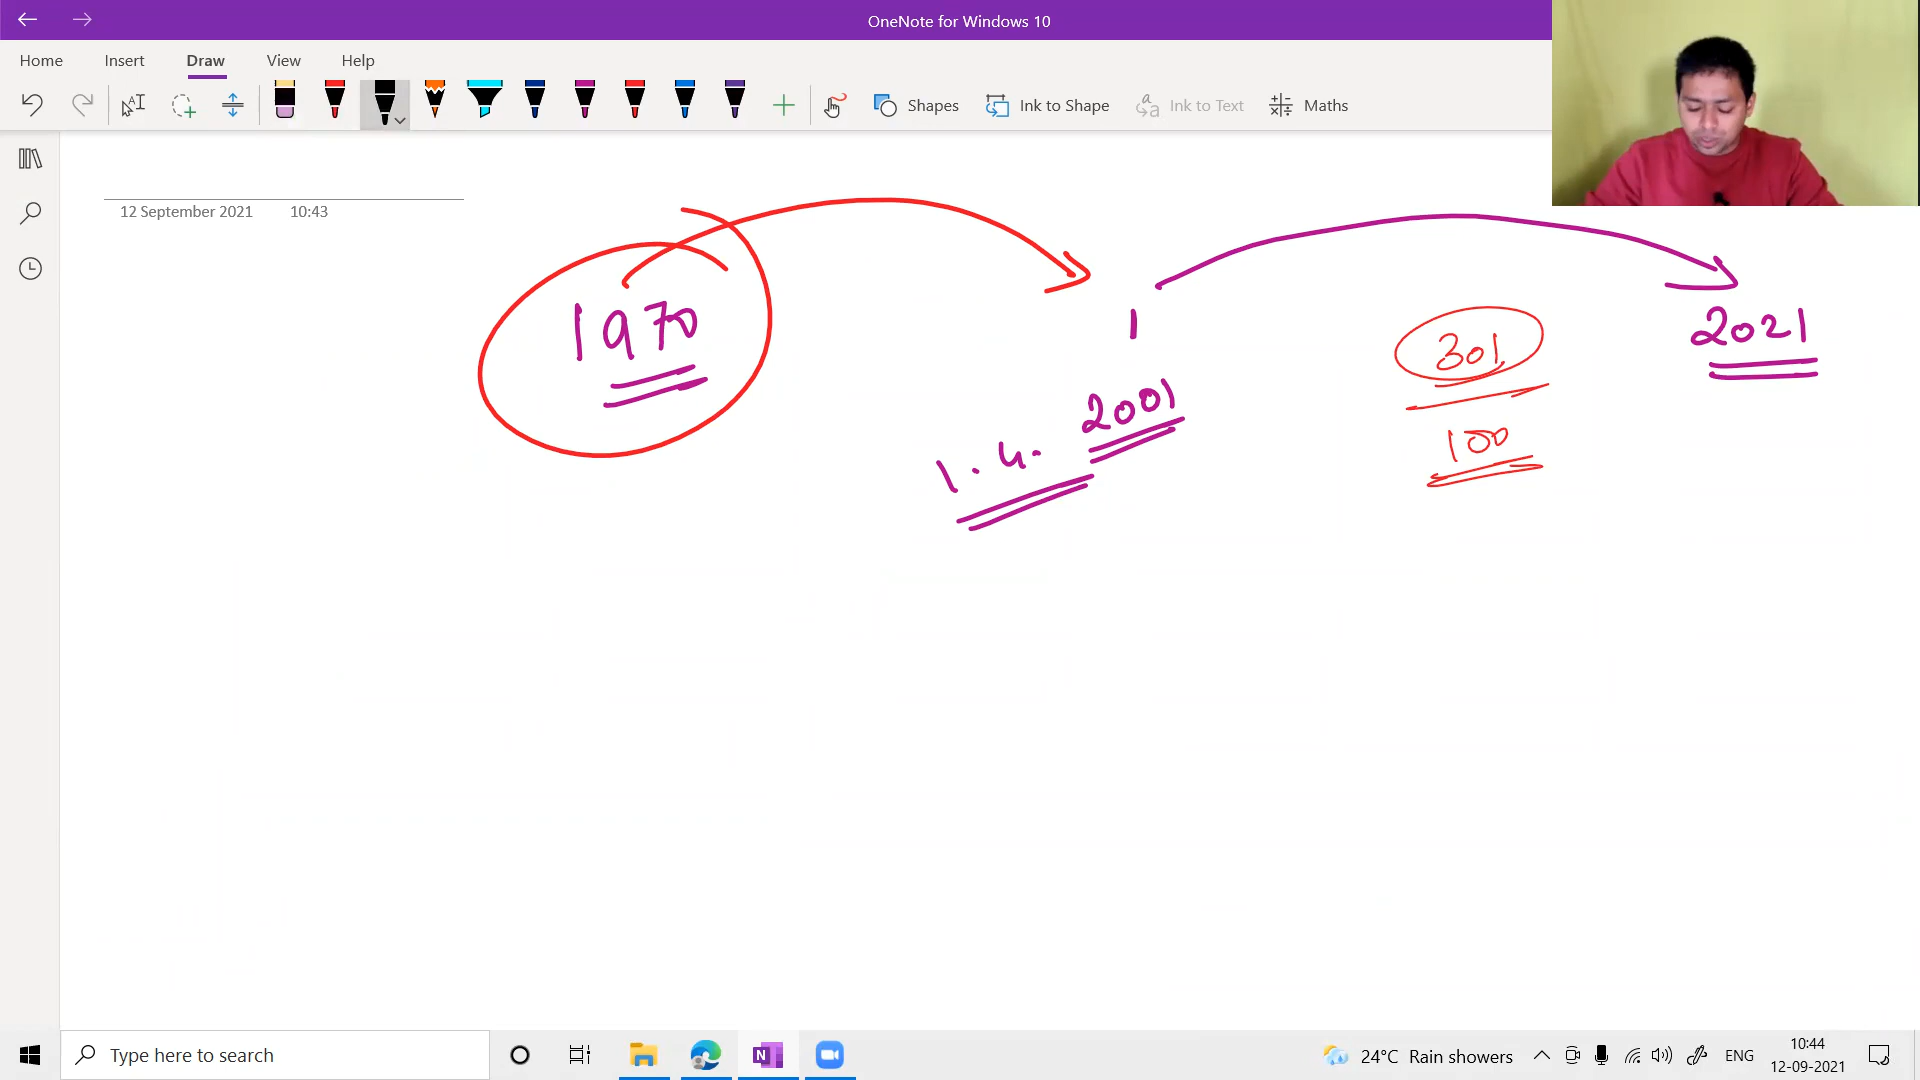 OneNote for Windows 10
Home Insert Draw View Help
Shapes Ink to Shape Ink to Text Maths
12 September 2021 10:43
1970
1
301
2021
1.4. 2001
100
Type here to search
24°C Rain showers
ENG
10:44
12-09-2021